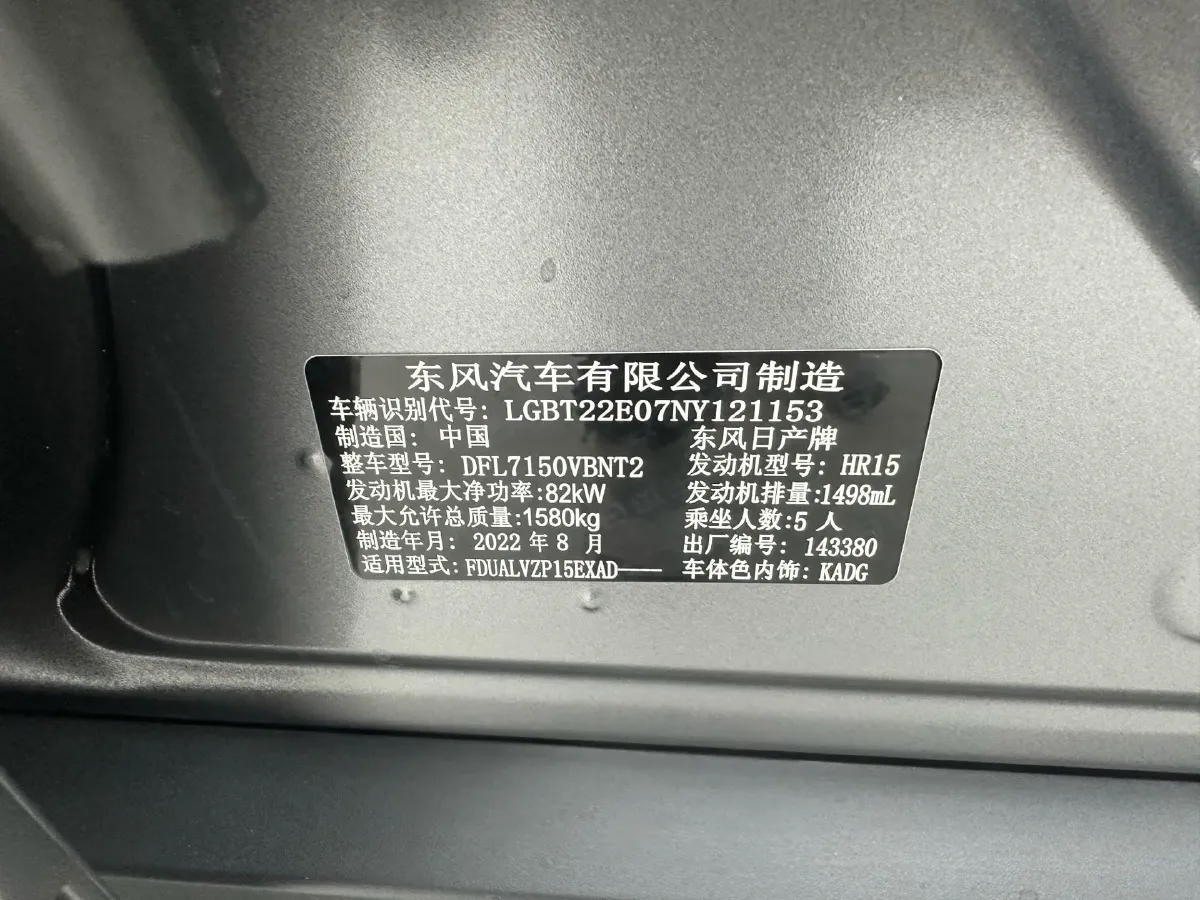 东风汽车有限公司制造
车辆识别代号: LGBT22E07NY121153
制造国: 中国 东风日产牌
整车型号: DFL7150VBNT2 发动机型号: HR15
发动机最大净功率:82kW 发动机排量:1498mL
最大允许总质量:1580kg 乘坐人数:5 人
制造年月: 2022 年 8 月 出厂编号: 143380
适用型式: FDUALVZP15EXAD—— 车体色内饰: KADG